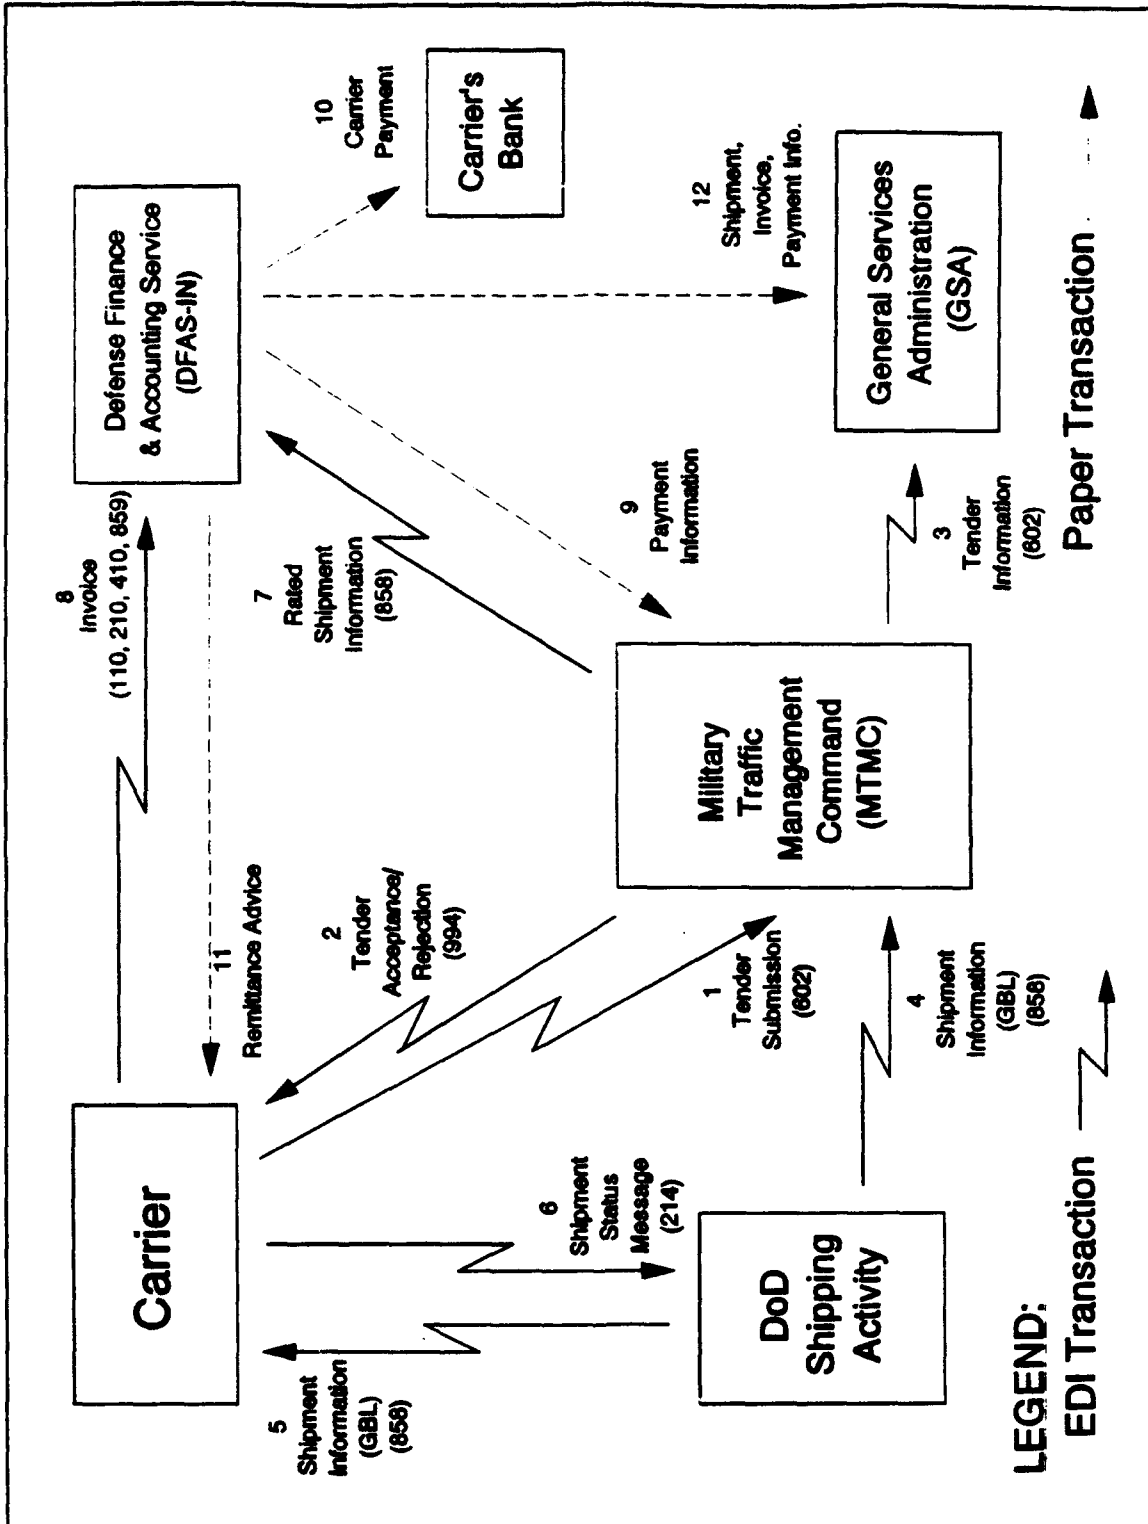 Carrier
8
Invoice
(110, 210, 410, 859)
Defense Finance
& Accounting Service
(DFAS-IN)
11
Remittance Advice
10
Carrier
Payment
Carrier's
Bank
5
Shipment
Information
(GBL)
(858)
6
Shipment
Status
Message
(214)
2
Tender
Acceptance/
Rejection
(994)
1
Tender
Submission
(602)
7
Rated
Shipment
Information
(858)
9
Payment
Information
12
Shipment,
Invoice,
Payment Info.
DoD
Shipping
Activity
4
Shipment
Information
(GBL)
(858)
Military
Traffic
Management
Command
(MTMC)
3
Tender
Information
(602)
General Services
Administration
(GSA)
LEGEND:
EDI Transaction
Paper Transaction